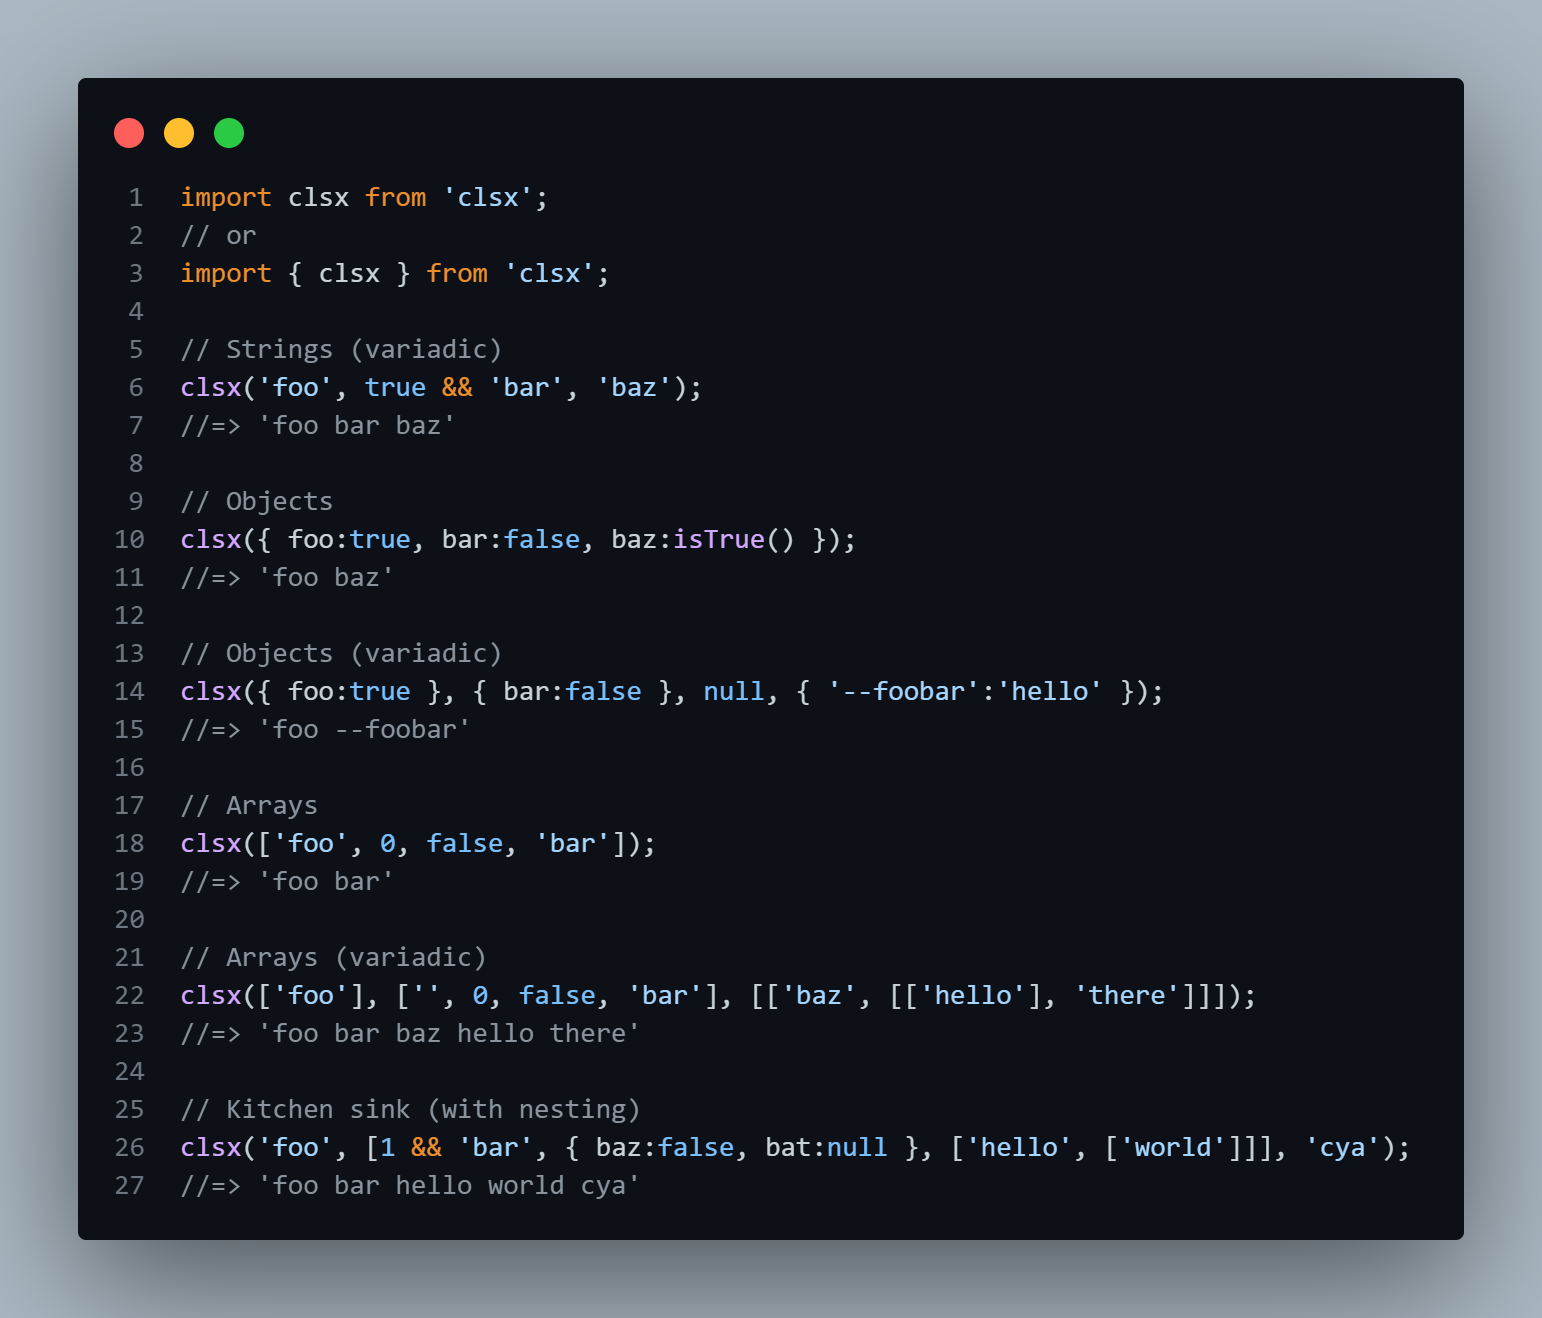 1 import clsx from 'clsx';
2 // or
3 import { clsx } from 'clsx';
4
5 // Strings (variadic)
6 clsx('foo', true && 'bar', 'baz');
7 //=> 'foo bar baz'
8
9 // Objects
10 clsx({ foo:true, bar:false, baz:isTrue() });
11 //=> 'foo baz'
12
13 // Objects (variadic)
14 clsx({ foo:true }, { bar:false }, null, { '--foobar':'hello' });
15 //=> 'foo --foobar'
16
17 // Arrays
18 clsx(['foo', 0, false, 'bar']);
19 //=> 'foo bar'
20
21 // Arrays (variadic)
22 clsx(['foo'], ['', 0, false, 'bar'], [['baz', [['hello'], 'there']]]);
23 //=> 'foo bar baz hello there'
24
25 // Kitchen sink (with nesting)
26 clsx('foo', [1 && 'bar', { baz:false, bat:null }, ['hello', ['world']]], 'cya');
27 //=> 'foo bar hello world cya'